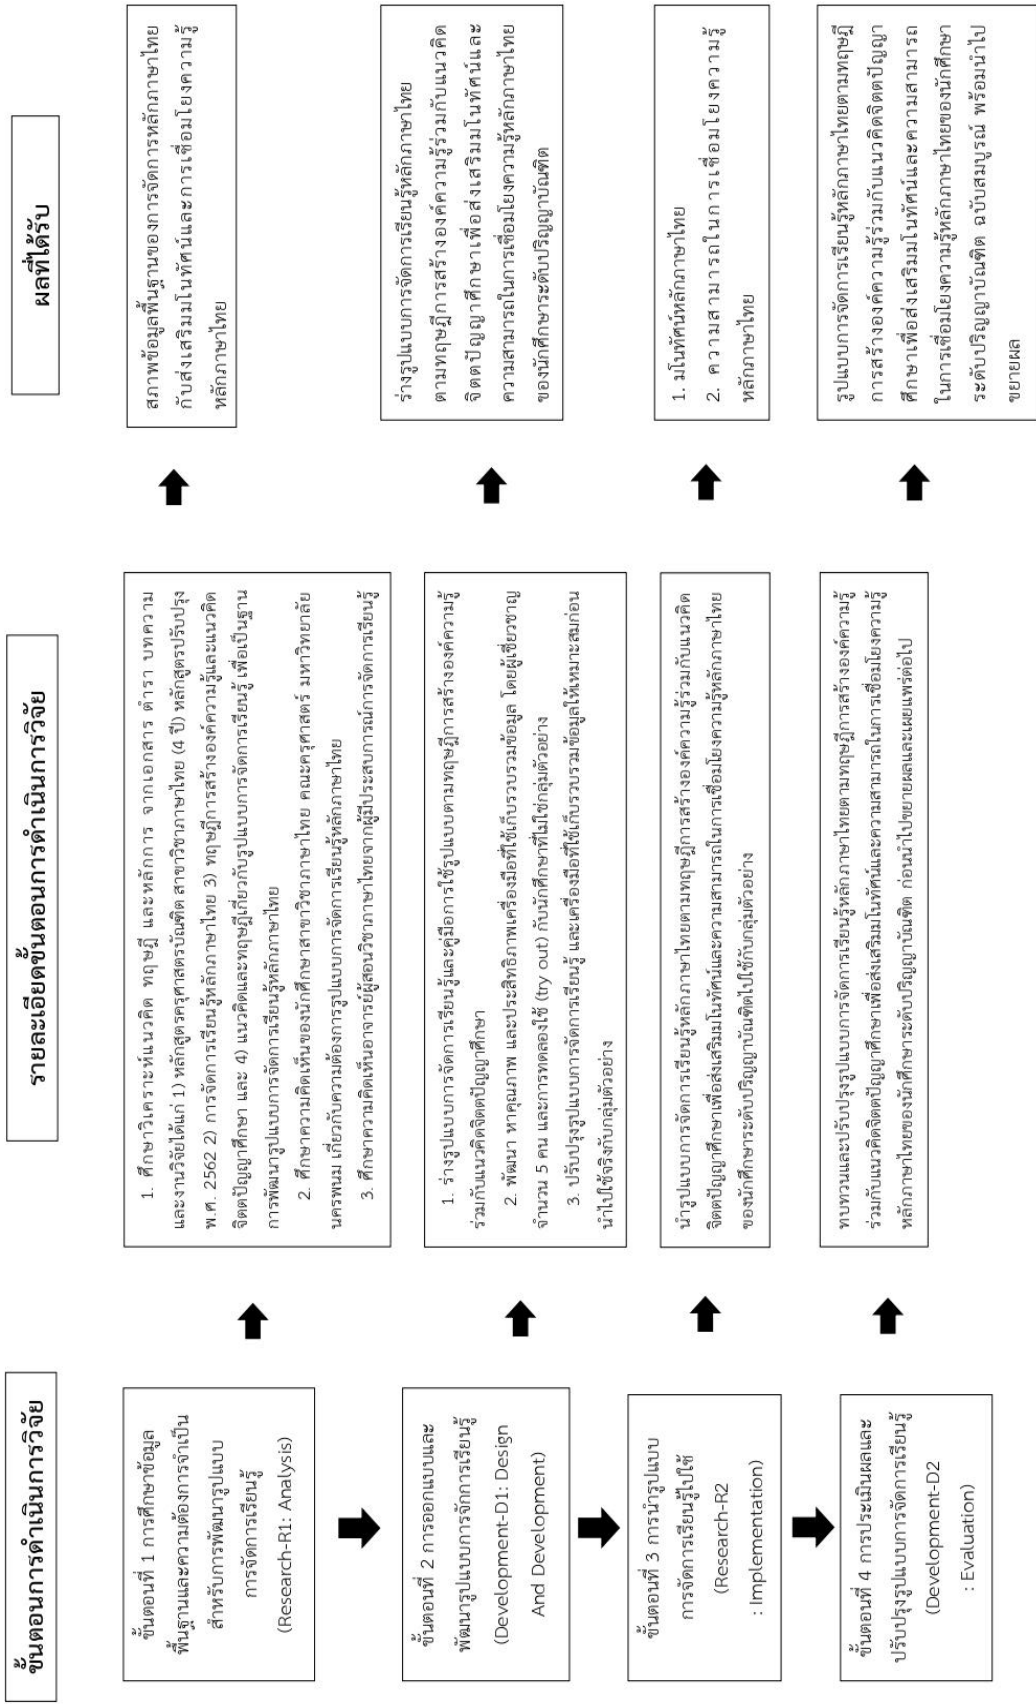 ขั้นตอนการดำเนินการวิจัย
รายละเอียดขั้นตอนการดำเนินการวิจัย
ผลที่ได้รับ
ขั้นตอนที่ 1 การศึกษาข้อมูล
พื้นฐานและความต้องการจำเป็น
สำหรับการพัฒนารูปแบบ
การจัดการเรียนรู้
(Research-R1: Analysis)
1. ศึกษาวิเคราะห์แนวคิด ทฤษฎี และหลักการ จากเอกสาร ตำรา บทความ
และงานวิจัยได้แก่ 1) หลักสูตรครุศาสตรบัณฑิต สาขาวิชาภาษาไทย (4 ปี) หลักสูตรปรับปรุง
พ.ศ. 2562 2) การจัดการเรียนรู้หลักภาษาไทย 3) ทฤษฎีการสร้างองค์ความรู้และแนวคิด
จิตตปัญญาศึกษา และ 4) แนวคิดและทฤษฎีเกี่ยวกับรูปแบบการจัดการเรียนรู้ เพื่อเป็นฐาน
การพัฒนารูปแบบการจัดการเรียนรู้หลักภาษาไทย
2. ศึกษาความคิดเห็นของนักศึกษาสาขาวิชาภาษาไทย คณะครุศาสตร์ มหาวิทยาลัย
นครพนม เกี่ยวกับความต้องการรูปแบบการจัดการเรียนรู้หลักภาษาไทย
3. ศึกษาความคิดเห็นอาจารย์ผู้สอนวิชาภาษาไทยจากผู้มีประสบการณ์การจัดการเรียนรู้
สภาพข้อมูลพื้นฐานของการจัดการหลักภาษาไทย
กับส่งเสริมมโนทัศน์และการเชื่อมโยงความรู้
หลักภาษาไทย
ขั้นตอนที่ 2 การออกแบบและ
พัฒนารูปแบบการจักการเรียนรู้
(Development-D1: Design
And Development)
1. ร่างรูปแบบการจัดการเรียนรู้และคู่มือการใช้รูปแบบตามทฤษฎีการสร้างองค์ความรู้
ร่วมกับแนวคิดจิตตปัญญาศึกษา
2. พัฒนา หาคุณภาพ และประสิทธิภาพเครื่องมือที่ใช้เก็บรวบรวมข้อมูล โดยผู้เชี่ยวชาญ
จำนวน 5 คน และการทดลองใช้ (try out) กับนักศึกษาที่ไม่ใช่กลุ่มตัวอย่าง
3. ปรับปรุงรูปแบบการจัดการเรียนรู้ และเครื่องมือที่ใช้เก็บรวบรวมข้อมูลให้เหมาะสมก่อน
นำไปใช้จริงกับกลุ่มตัวอย่าง
ร่างรูปแบบการจัดการเรียนรู้หลักภาษาไทย
ตามทฤษฎีการสร้างองค์ความรู้ร่วมกับแนวคิด
จิตตปัญญาศึกษาเพื่อส่งเสริมมโนทัศน์และ
ความสามารถในการเชื่อมโยงความรู้หลักภาษาไทย
ของนักศึกษาระดับปริญญาบัณฑิต
ขั้นตอนที่ 3 การนำรูปแบบ
การจัดการเรียนรู้ไปใช้
(Research-R2
: Implementation)
นำรูปแบบการจัดการเรียนรู้หลักภาษาไทยตามทฤษฎีการสร้างองค์ความรู้ร่วมกับแนวคิด
จิตตปัญญาศึกษาเพื่อส่งเสริมมโนทัศน์และความสามารถในการเชื่อมโยงความรู้หลักภาษาไทย
ของนักศึกษาระดับปริญญาบัณฑิตไปใช้กับกลุ่มตัวอย่าง
1. มโนทัศน์หลักภาษาไทย
2. ความสามารถในการเชื่อมโยงความรู้
หลักภาษาไทย
ขั้นตอนที่ 4 การประเมินผลและ
ปรับปรุงรูปแบบการจัดการเรียนรู้
(Development-D2
: Evaluation)
ทบทวนและปรับปรุงรูปแบบการจัดการเรียนรู้หลักภาษาไทยตามทฤษฎีการสร้างองค์ความรู้
ร่วมกับแนวคิดจิตตปัญญาศึกษาเพื่อส่งเสริมมโนทัศน์และความสามารถในการเชื่อมโยงความรู้
หลักภาษาไทยของนักศึกษาระดับปริญญาบัณฑิต ก่อนนำไปขยายผลและเผยแพร่ต่อไป
รูปแบบการจัดการเรียนรู้หลักภาษาไทยตามทฤษฎี
การสร้างองค์ความรู้ร่วมกับแนวคิดจิตตปัญญา
ศึกษาเพื่อส่งเสริมมโนทัศน์และความสามารถ
ในการเชื่อมโยงความรู้หลักภาษาไทยของนักศึกษา
ระดับปริญญาบัณฑิต ฉบับสมบูรณ์ พร้อมนำไป
ขยายผล